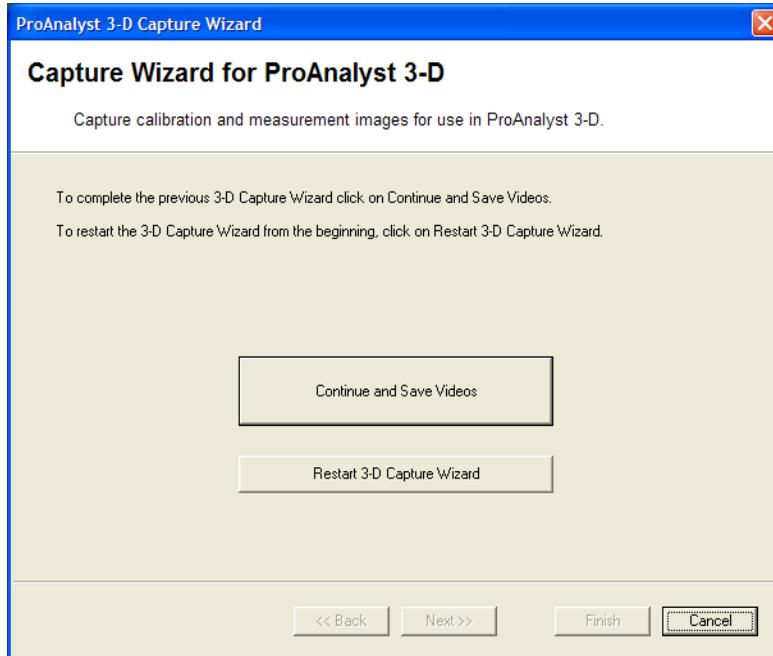 ProAnalyst 3-D Capture Wizard
Capture Wizard for ProAnalyst 3-D
Capture calibration and measurement images for use in ProAnalyst 3-D.
To complete the previous 3-D Capture Wizard click on Continue and Save Videos.
To restart the 3-D Capture Wizard from the beginning, click on Restart 3-D Capture Wizard.
Continue and Save Videos
Restart 3-D Capture Wizard
<< Back Next >> Finish Cancel